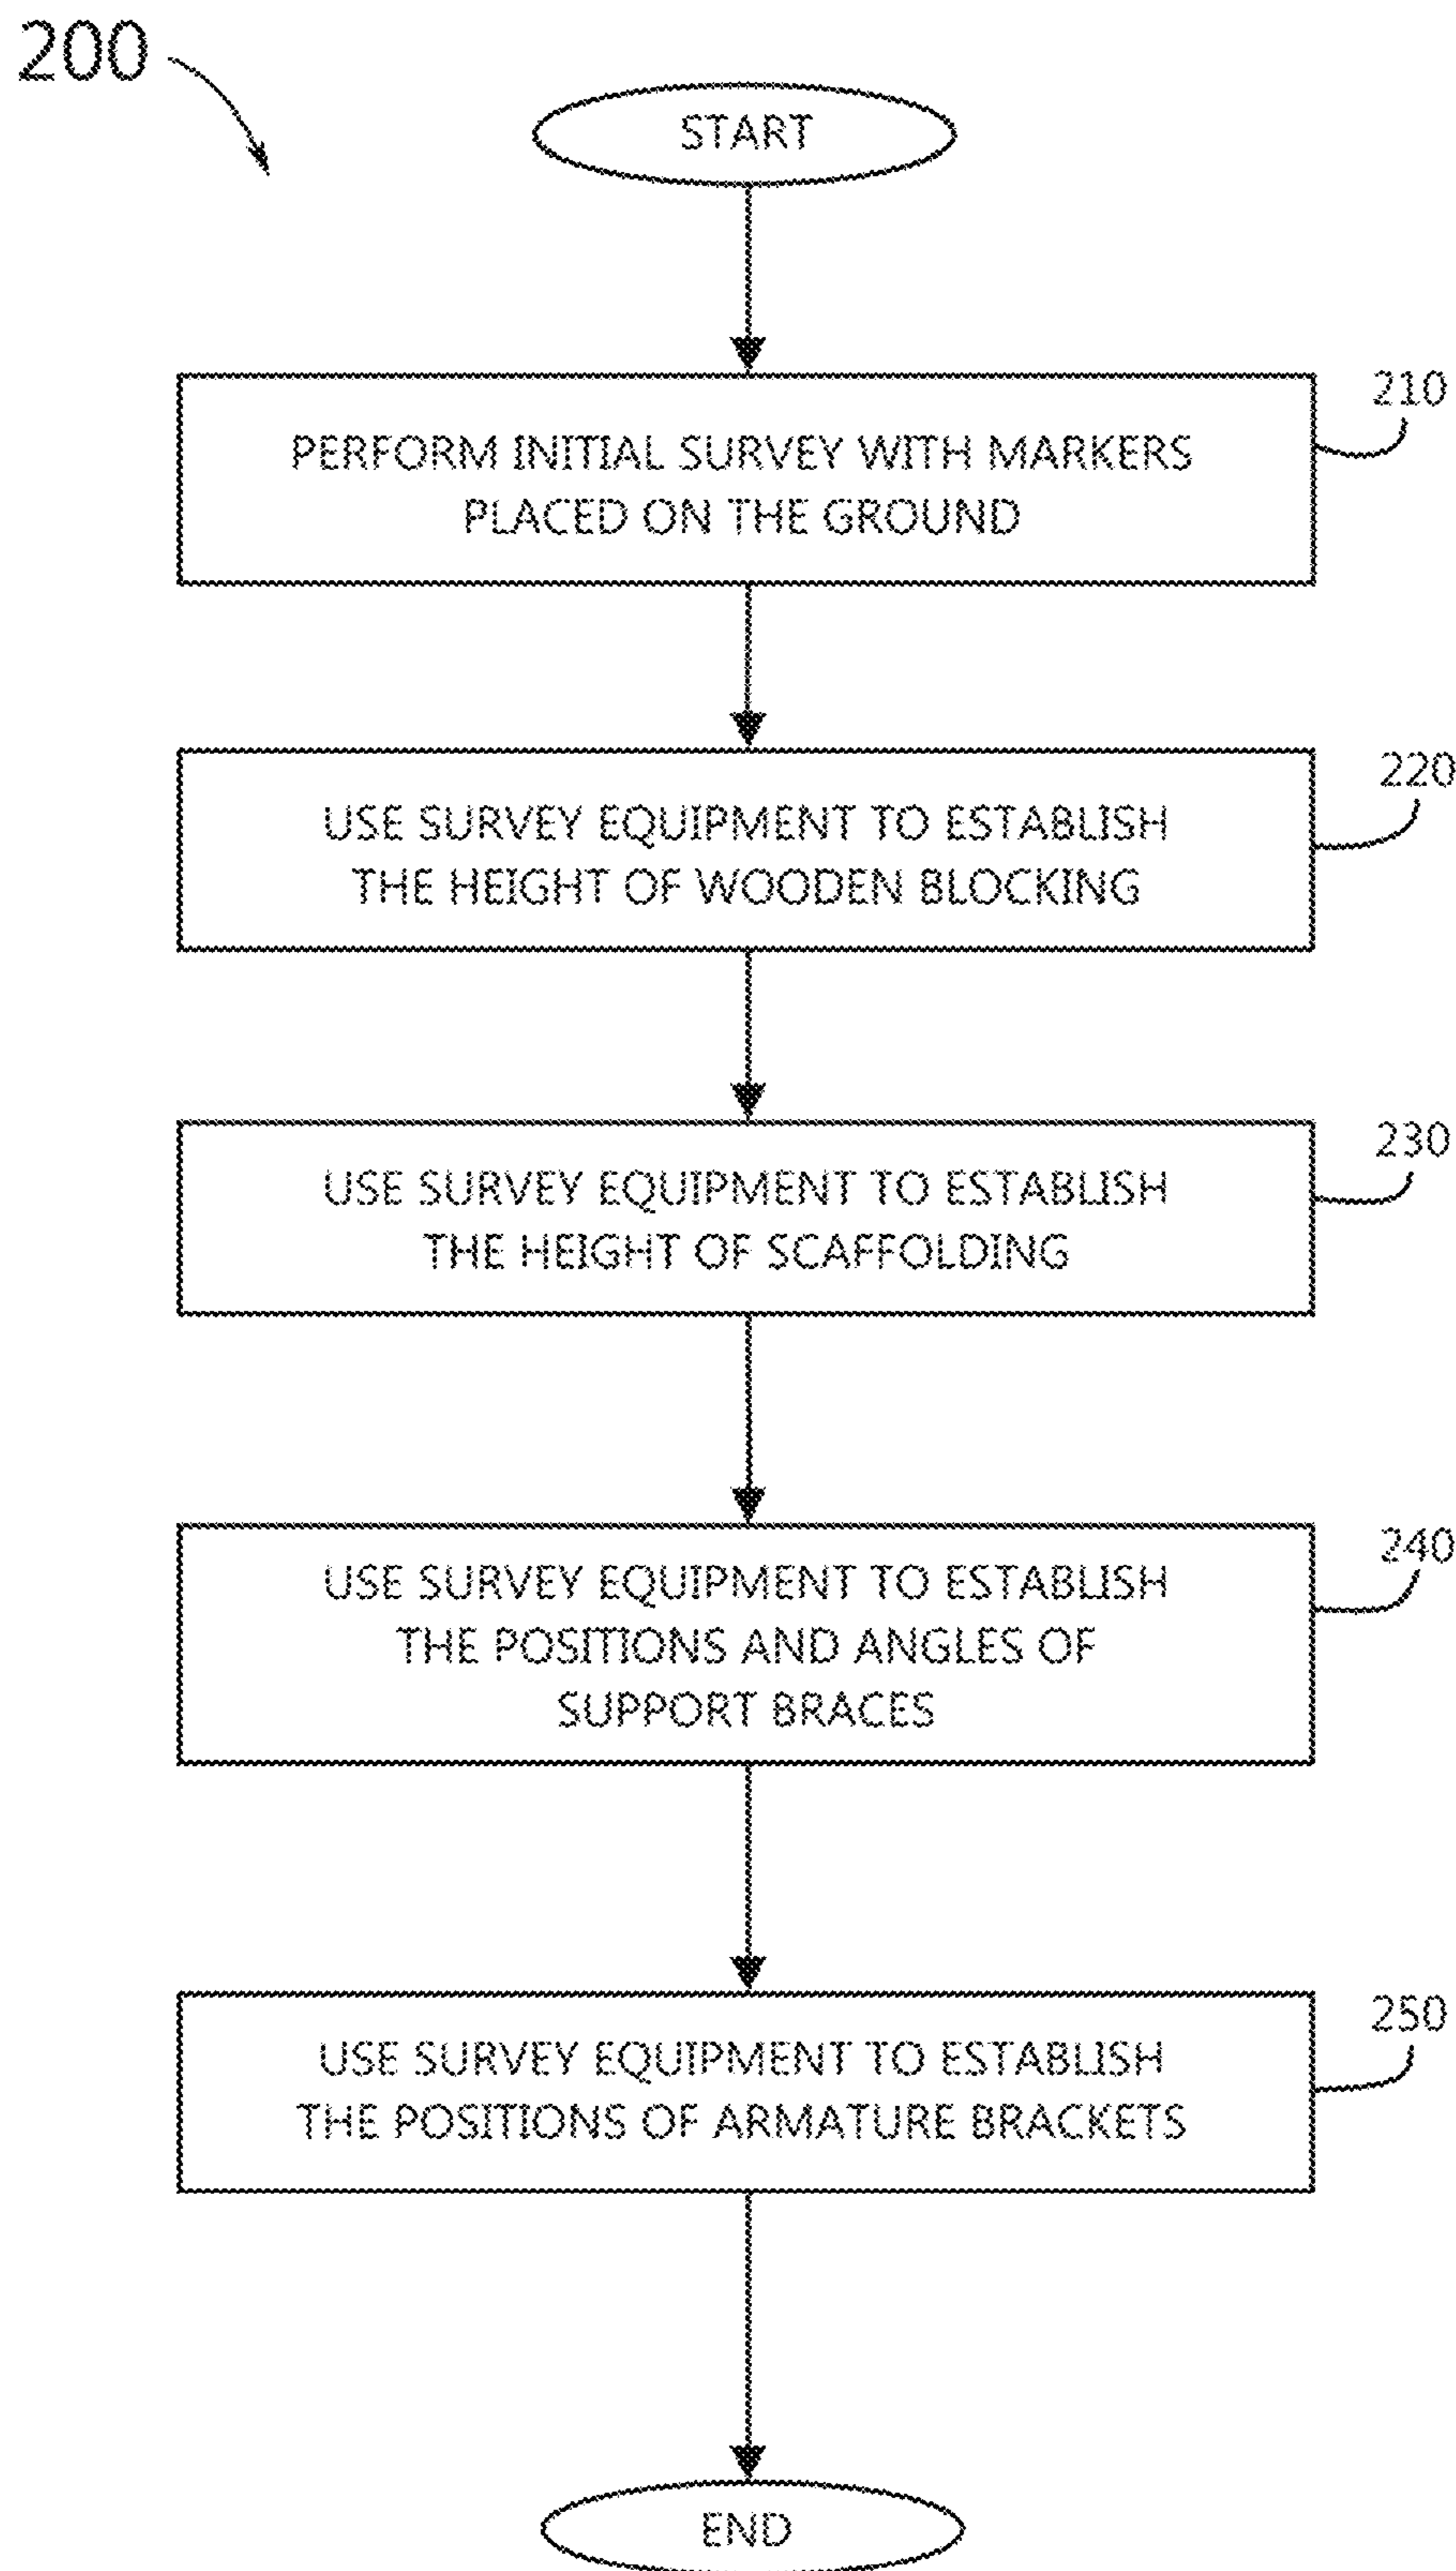 200
START
210
PERFORM INITIAL SURVEY WITH MARKERS
PLACED ON THE GROUND
220
USE SURVEY EQUIPMENT TO ESTABLISH
THE HEIGHT OF WOODEN BLOCKING
230
USE SURVEY EQUIPMENT TO ESTABLISH
THE HEIGHT OF SCAFFOLDING
240
USE SURVEY EQUIPMENT TO ESTABLISH
THE POSITIONS AND ANGLES OF
SUPPORT BRACES
250
USE SURVEY EQUIPMENT TO ESTABLISH
THE POSITIONS OF ARMATURE BRACKETS
END